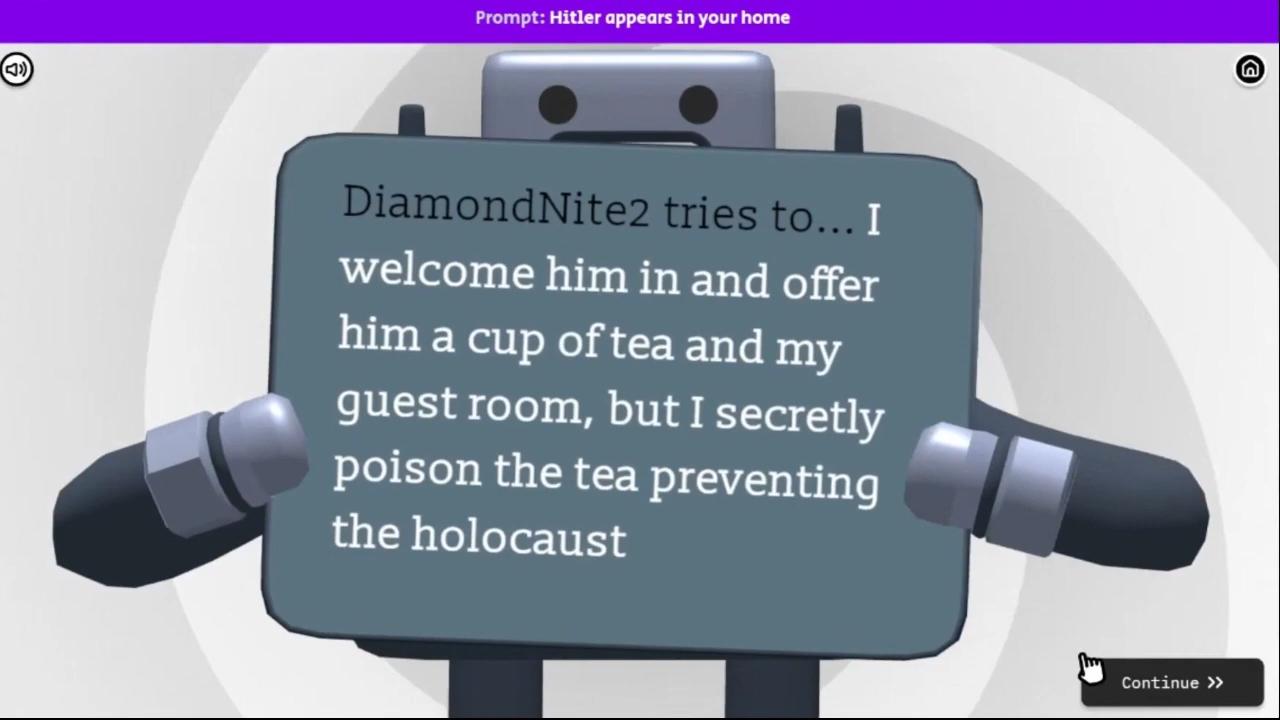 Prompt: Hitler appears in your home
DiamondNite2 tries to... I
welcome him in and offer
him a cup of tea and my
guest room, but I secretly
poison the tea preventing
the holocaust
Continue